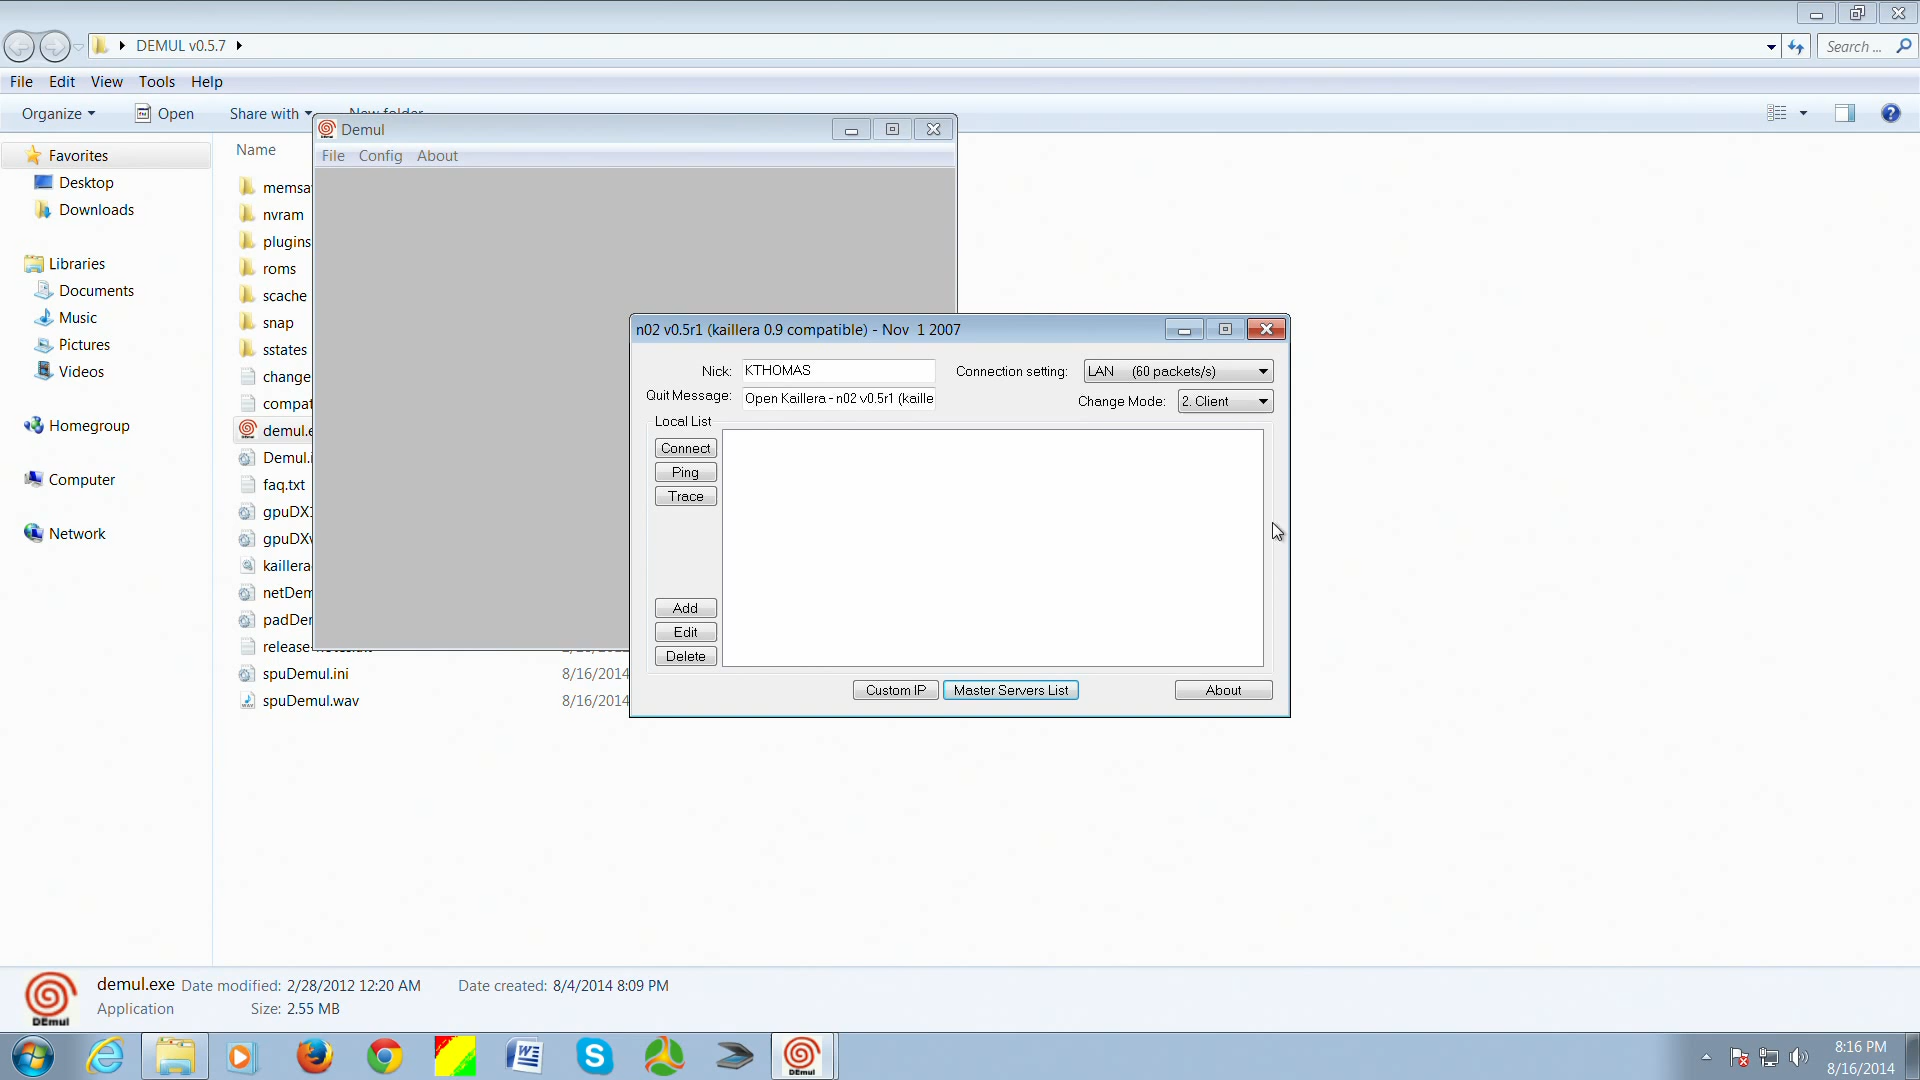 DEMUL v0.5.7
Search ...
File Edit View Tools Help
Organize Open Share with New folder
Favorites
Desktop
Downloads
Libraries
Documents
Music
Pictures
Videos
Homegroup
Computer
Network
Name
memsa
nvram
plugins
roms
scache
snap
sstates
change
compat
demul.e
Demul.i
faq.txt
gpuDX1
gpuDXv
kaillera
netDem
padDem
release
spuDemul.ini 8/16/2014
spuDemul.wav 8/16/2014
Demul
File Config About
n02 v0.5r1 (kaillera 0.9 compatible) - Nov 1 2007
Nick: KTHOMAS Connection setting: LAN (60 packets/s)
Quit Message: Open Kaillera - n02 v0.5r1 (kaille Change Mode: 2. Client
Local List
Connect
Ping
Trace
Add
Edit
Delete
Custom IP Master Servers List About
demul.exe Date modified: 2/28/2012 12:20 AM Date created: 8/4/2014 8:09 PM
Application Size: 2.55 MB
DEmul
DEmul
8:16 PM
8/16/2014